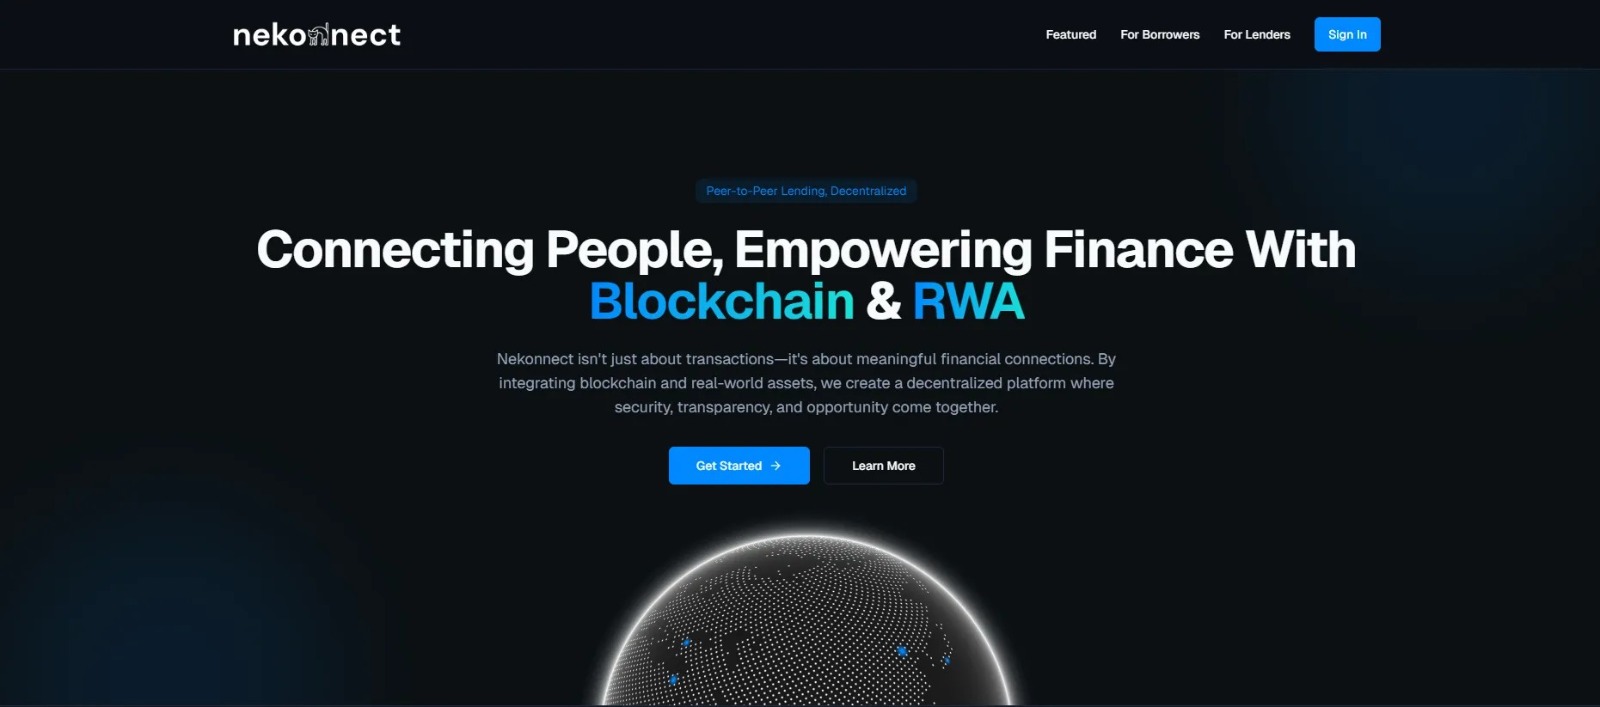 nekonnect
Featured
For Borrowers
For Lenders
Sign In
Peer-to-Peer Lending, Decentralized
Connecting People, Empowering Finance With
Blockchain & RWA
Nekonnect isn't just about transactions—it's about meaningful financial connections. By
integrating blockchain and real-world assets, we create a decentralized platform where
security, transparency, and opportunity come together.
Get Started →
Learn More